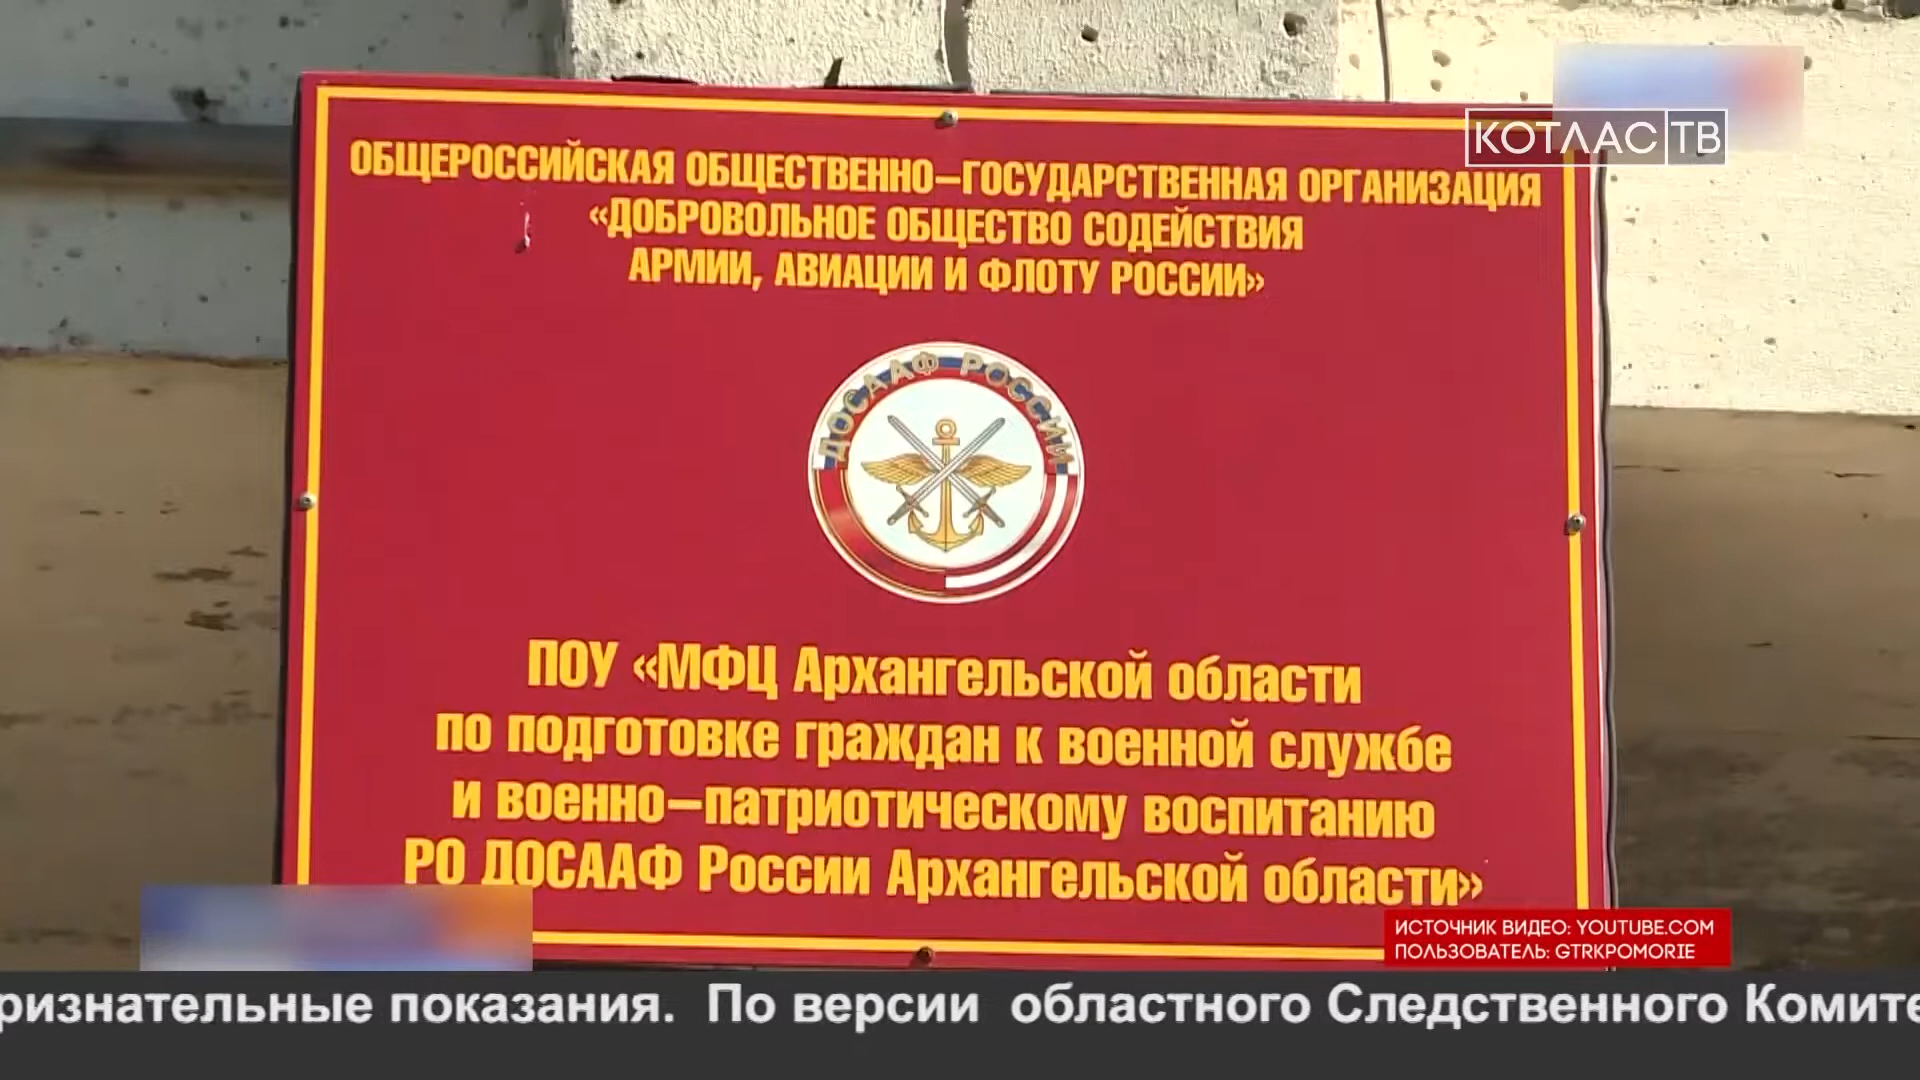 КОТЛАС ТВ
ОБЩЕРОССИЙСКАЯ ОБЩЕСТВЕННО–ГОСУДАРСТВЕННАЯ ОРГАНИЗАЦИЯ
«ДОБРОВОЛЬНОЕ ОБЩЕСТВО СОДЕЙСТВИЯ
АРМИИ, АВИАЦИИ И ФЛОТУ РОССИИ»
ДОСААФ РОССИИ
ПОУ «МФЦ Архангельской области
по подготовке граждан к военной службе
и военно–патриотическому воспитанию
РО ДОСААФ России Архангельской области»
ИСТОЧНИК ВИДЕО: YOUTUBE.COM
ПОЛЬЗОВАТЕЛЬ: GTRKPOMORIE
ризнательные показания. По версии областного Следственного Комите